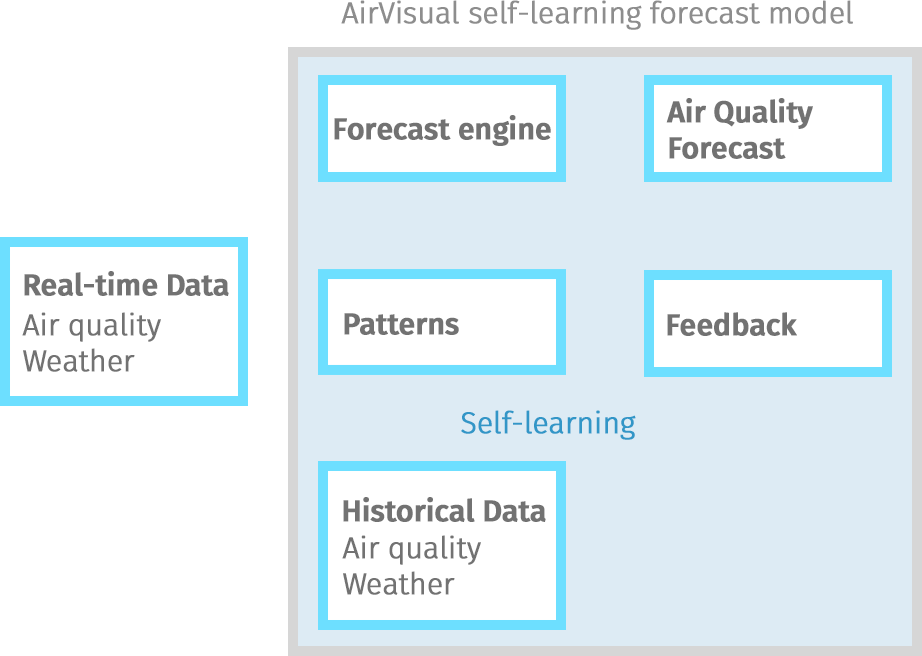 AirVisual self-learning forecast model
Forecast engine
Air Quality
Forecast
Real-time Data
Air quality
Weather
Patterns
Feedback
Self-learning
Historical Data
Air quality
Weather